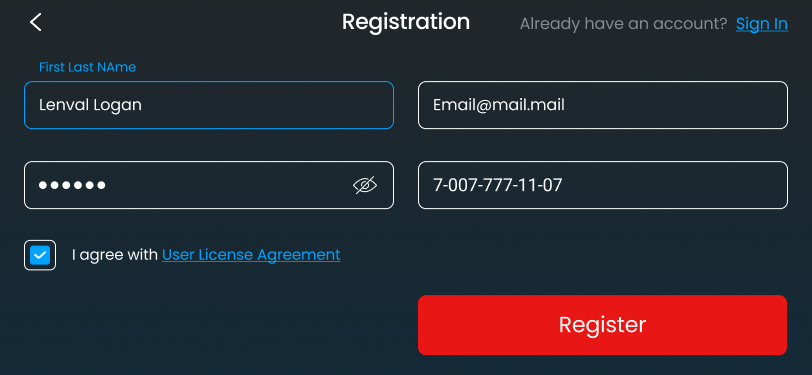 Registration
Already have an account? Sign In
First Last NAme
Lenval Logan
Email@mail.mail
7-007-777-11-07
I agree with User License Agreement
Register